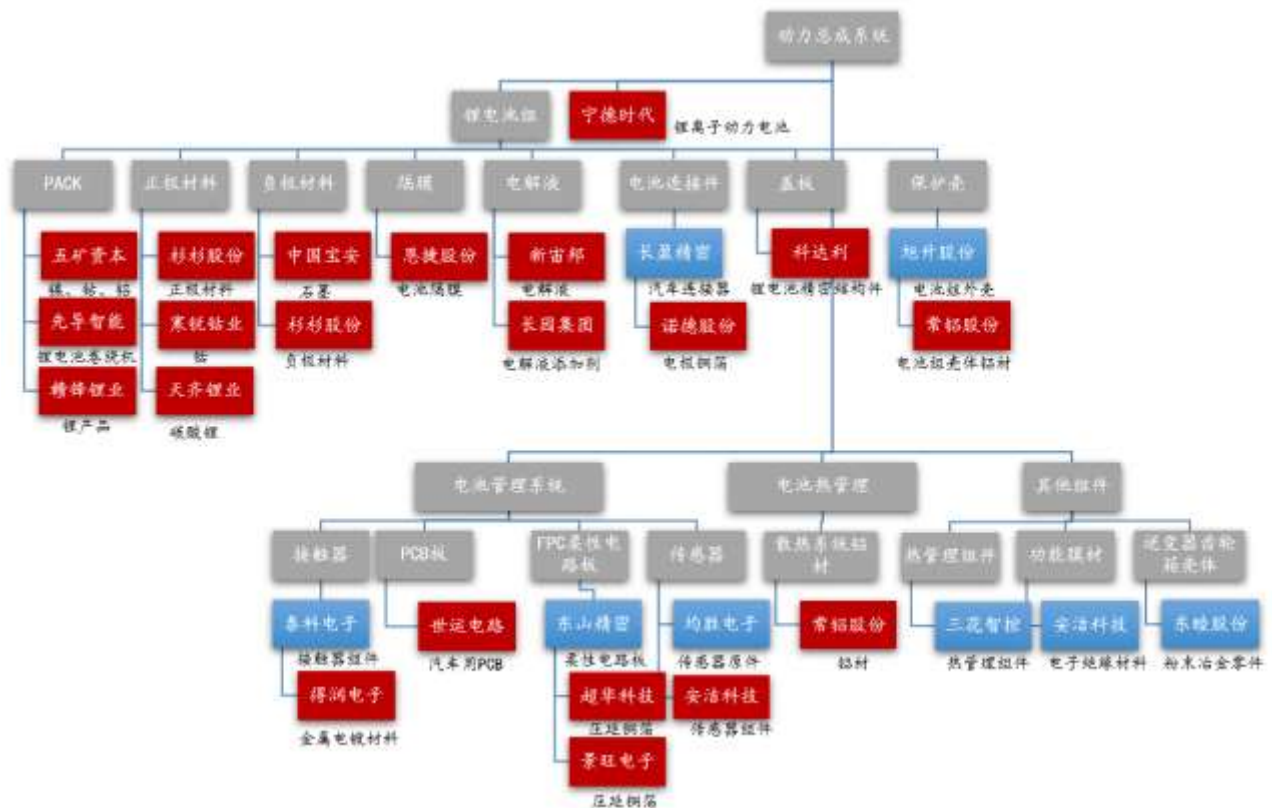 动力总成系统
锂电池组
宁德时代
锂离子动力电池
PACK
正极材料
负极材料
隔膜
电解液
电池连接件
盖板
保护壳
五矿资本
镍、钴、铝
杉杉股份
正极材料
中国宝安
石墨
恩捷股份
电池隔膜
新宙邦
电解液
长盈精密
汽车连接器
科达利
锂电池精密结构件
旭升股份
电池组外壳
先导智能
锂电池卷绕机
寒锐钴业
钴
杉杉股份
负极材料
长园集团
电解液添加剂
诺德股份
电极铜箔
常铝股份
电池组壳体铝材
赣锋锂业
锂产品
天齐锂业
碳酸锂
电池管理系统
电池热管理
其他组件
接触器
PCB板
FPC柔性电
路板
传感器
散热系统铝
材
热管理组件
功能膜材
逆变器齿轮
箱壳体
泰科电子
接触器组件
世运电路
汽车用PCB
东山精密
柔性电路板
均胜电子
传感器原件
常铝股份
铝材
三花智控
热管理组件
安洁科技
电子绝缘材料
东睦股份
粉末冶金零件
得润电子
金属电镀材料
超华科技
压延铜箔
安洁科技
传感器组件
景旺电子
压延铜箔